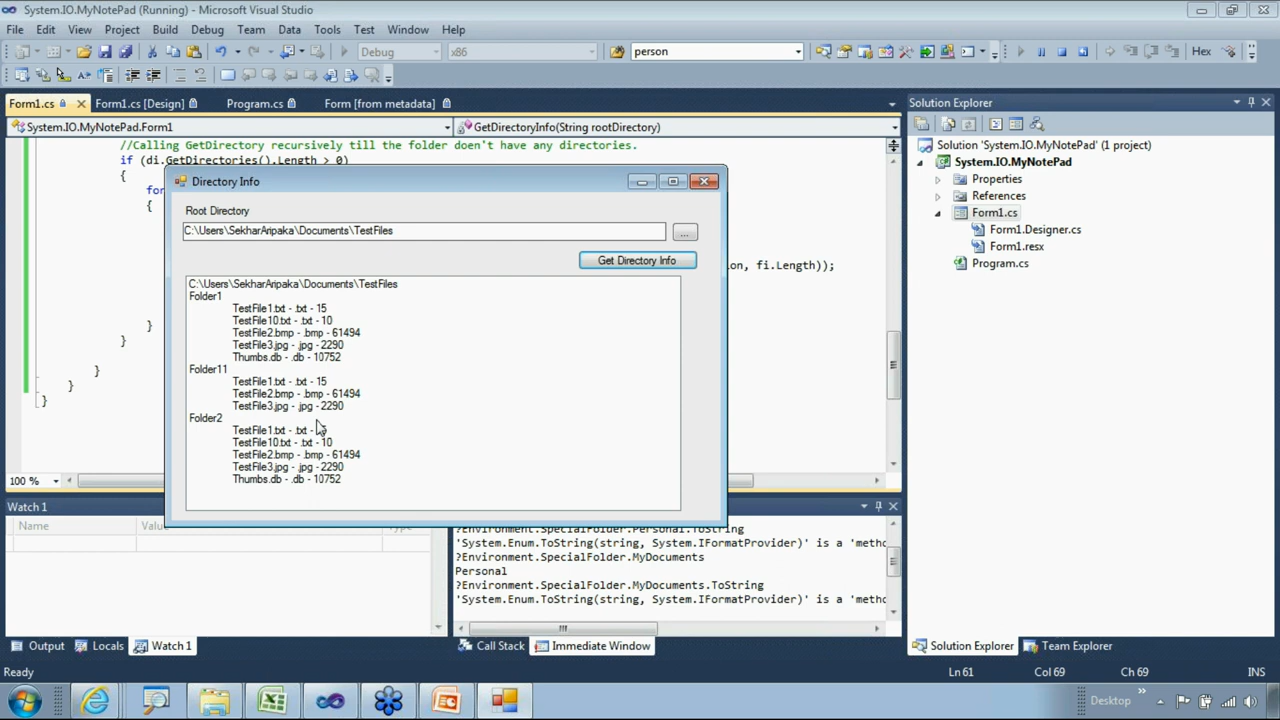 System.IO.MyNotePad (Running) - Microsoft Visual Studio
File Edit View Project Build Debug Team Data Tools Test Window Help
Debug x86 person Hex
Form1.cs Form1.cs [Design] Program.cs Form [from metadata]
System.IO.MyNotePad.Form1 GetDirectoryInfo(String rootDirectory)
//Calling GetDirectory recursively till the folder doen't have any directories.
if (di.GetDirectories().Length > 0)
{
for
{
on, fi.Length));
}
}
}
}
}
Directory Info
Root Directory
C:\Users\SekharAripaka\Documents\TestFiles
...
Get Directory Info
C:\Users\SekharAripaka\Documents\TestFiles
Folder1
TestFile1.txt - .txt - 15
TestFile10.txt - .txt - 10
TestFile2.bmp - .bmp - 61494
TestFile3.jpg - .jpg - 2290
Thumbs.db - .db - 10752
Folder11
TestFile1.txt - .txt - 15
TestFile2.bmp - .bmp - 61494
TestFile3.jpg - .jpg - 2290
Folder2
TestFile1.txt - .txt -
TestFile10.txt - .txt - 10
TestFile2.bmp - .bmp - 61494
TestFile3.jpg - .jpg - 2290
Thumbs.db - .db - 10752
100 %
Watch 1
Name Value
?Environment.SpecialFolder.Personal.ToString
'System.Enum.ToString(string, System.IFormatProvider)' is a 'metho
?Environment.SpecialFolder.MyDocuments
Personal
?Environment.SpecialFolder.MyDocuments.ToString
'System.Enum.ToString(string, System.IFormatProvider)' is a 'metho
Output Locals Watch 1 Call Stack Immediate Window
Solution Explorer
Solution 'System.IO.MyNotePad' (1 project)
System.IO.MyNotePad
Properties
References
Form1.cs
Form1.Designer.cs
Form1.resx
Program.cs
Solution Explorer Team Explorer
Ready Ln 61 Col 69 Ch 69 INS
Desktop